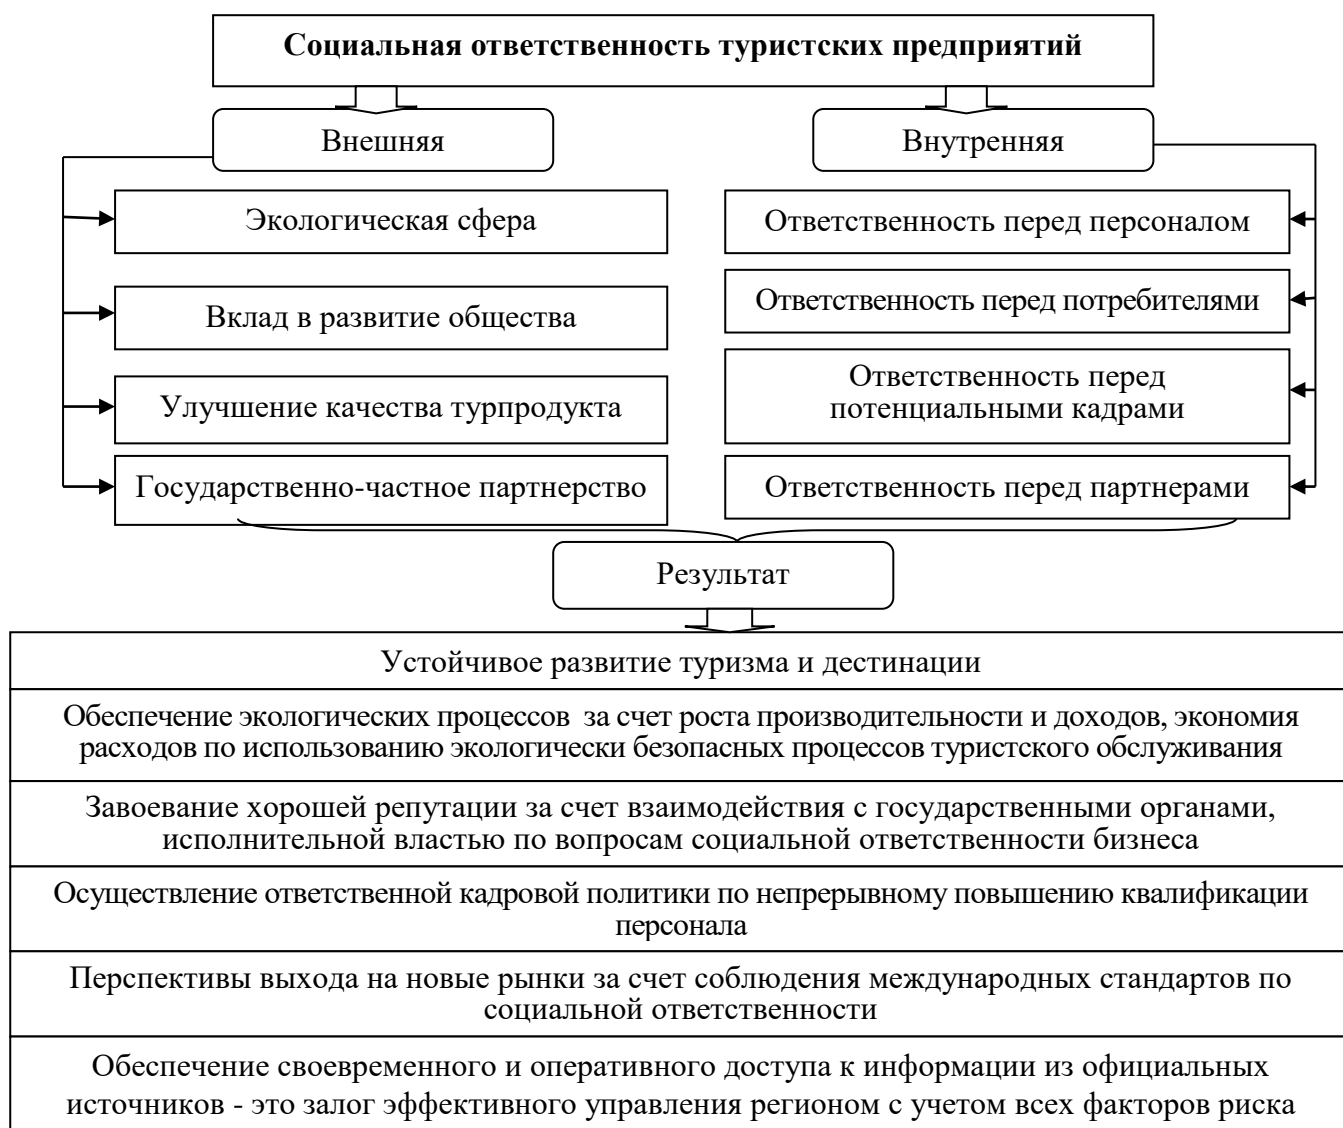 Социальная ответственность туристских предприятий
Внешняя
Внутренняя
Экологическая сфера
Вклад в развитие общества
Улучшение качества турпродукта
Государственно-частное партнерство
Ответственность перед персоналом
Ответственность перед потребителями
Ответственность перед
потенциальными кадрами
Ответственность перед партнерами
Результат
Устойчивое развитие туризма и дестинации
Обеспечение экологических процессов за счет роста производительности и доходов, экономия
расходов по использованию экологически безопасных процессов туристского обслуживания
Завоевание хорошей репутации за счет взаимодействия с государственными органами,
исполнительной властью по вопросам социальной ответственности бизнеса
Осуществление ответственной кадровой политики по непрерывному повышению квалификации
персонала
Перспективы выхода на новые рынки за счет соблюдения международных стандартов по
социальной ответственности
Обеспечение своевременного и оперативного доступа к информации из официальных
источников - это залог эффективного управления регионом с учетом всех факторов риска